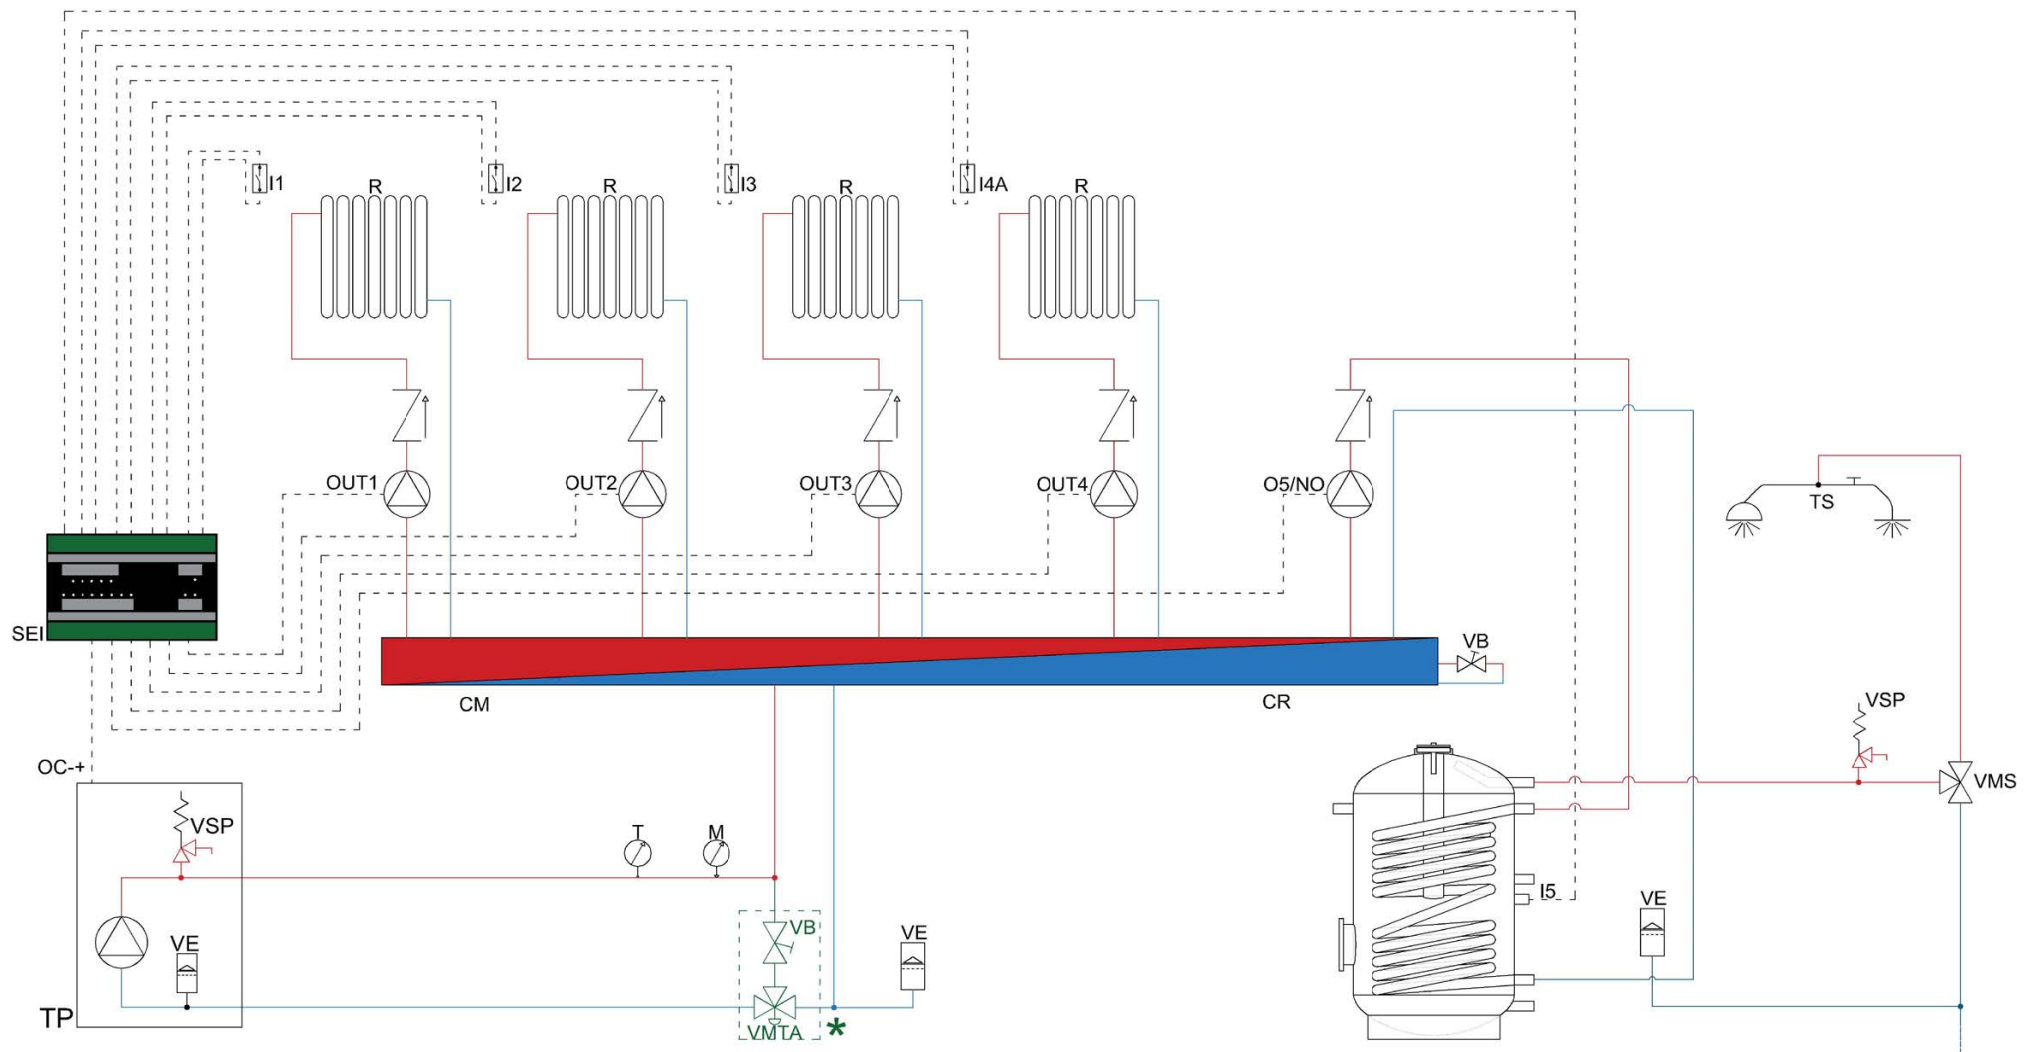 I1
I2
I3
I4A
R
R
R
R
OUT1
OUT2
OUT3
OUT4
O5/NO
TS
SEI
VB
CM
CR
VSP
OC-+
VMS
VSP
T
M
I5
VE
VB
VE
VE
TP
VMTA
*